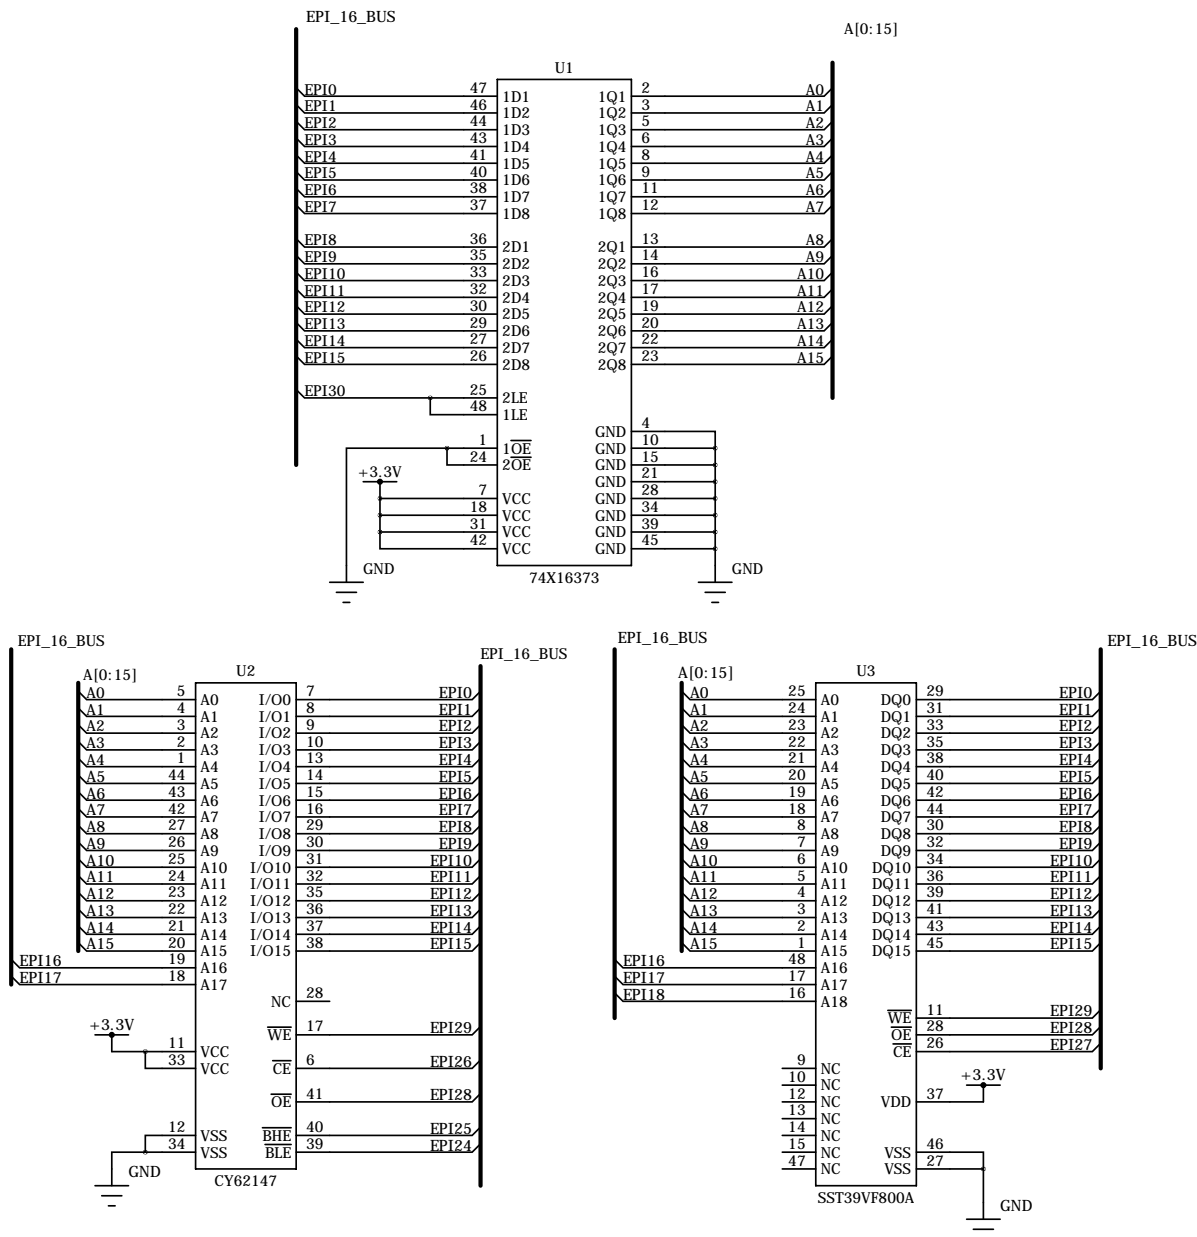 EPI_16_BUS
A[0:15]
U1
EPI0 47 1D1 1Q1 2 A0
EPI1 46 1D2 1Q2 3 A1
EPI2 44 1D3 1Q3 5 A2
EPI3 43 1D4 1Q4 6 A3
EPI4 41 1D5 1Q5 8 A4
EPI5 40 1D6 1Q6 9 A5
EPI6 38 1D7 1Q7 11 A6
EPI7 37 1D8 1Q8 12 A7
EPI8 36 2D1 2Q1 13 A8
EPI9 35 2D2 2Q2 14 A9
EPI10 33 2D3 2Q3 16 A10
EPI11 32 2D4 2Q4 17 A11
EPI12 30 2D5 2Q5 19 A12
EPI13 29 2D6 2Q6 20 A13
EPI14 27 2D7 2Q7 22 A14
EPI15 26 2D8 2Q8 23 A15
EPI30 25 2LE
48 1LE
GND 4
1 1OE GND 10
24 2OE GND 15
+3.3V GND 21
7 VCC GND 28
18 VCC GND 34
31 VCC GND 39
42 VCC GND 45
GND
GND
74X16373
EPI_16_BUS
EPI_16_BUS
A[0:15]
U2
A0 5 A0 I/O0 7 EPI0
A1 4 A1 I/O1 8 EPI1
A2 3 A2 I/O2 9 EPI2
A3 2 A3 I/O3 10 EPI3
A4 1 A4 I/O4 13 EPI4
A5 44 A5 I/O5 14 EPI5
A6 43 A6 I/O6 15 EPI6
A7 42 A7 I/O7 16 EPI7
A8 27 A8 I/O8 29 EPI8
A9 26 A9 I/O9 30 EPI9
A10 25 A10 I/O10 31 EPI10
A11 24 A11 I/O11 32 EPI11
A12 23 A12 I/O12 35 EPI12
A13 22 A13 I/O13 36 EPI13
A14 21 A14 I/O14 37 EPI14
A15 20 A15 I/O15 38 EPI15
EPI16 19 A16
EPI17 18 A17
NC 28
+3.3V WE 17 EPI29
11 VCC
33 VCC CE 6 EPI26
OE 41 EPI28
12 VSS BHE 40 EPI25
34 VSS BLE 39 EPI24
GND
CY62147
EPI_16_BUS
EPI_16_BUS
A[0:15]
U3
A0 25 A0 DQ0 29 EPI0
A1 24 A1 DQ1 31 EPI1
A2 23 A2 DQ2 33 EPI2
A3 22 A3 DQ3 35 EPI3
A4 21 A4 DQ4 38 EPI4
A5 20 A5 DQ5 40 EPI5
A6 19 A6 DQ6 42 EPI6
A7 18 A7 DQ7 44 EPI7
A8 8 A8 DQ8 30 EPI8
A9 7 A9 DQ9 32 EPI9
A10 6 A10 DQ10 34 EPI10
A11 5 A11 DQ11 36 EPI11
A12 4 A12 DQ12 39 EPI12
A13 3 A13 DQ13 41 EPI13
A14 2 A14 DQ14 43 EPI14
A15 1 A15 DQ15 45 EPI15
EPI16 48 A16
EPI17 17 A17
EPI18 16 A18
WE 11 EPI29
OE 28 EPI28
CE 26 EPI27
9 NC
10 NC +3.3V
12 NC VDD 37
13 NC
14 NC
15 NC VSS 46
47 NC VSS 27
SST39VF800A
GND